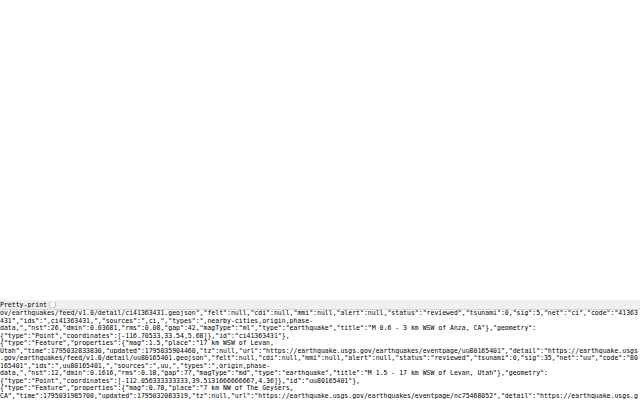 Pretty-print
ov/earthquakes/feed/v1.0/detail/ci41363431.geojson","felt":null,"cdi":null,"mmi":null,"alert":null,"status":"reviewed","tsunami":0,"sig":5,"net":"ci","code":"41363
431","ids":",ci41363431,","sources":",ci,","types":",nearby-cities,origin,phase-
data,","nst":26,"dmin":0.03681,"rms":0.08,"gap":42,"magType":"ml","type":"earthquake","title":"M 0.6 - 3 km WSW of Anza, CA"},"geometry":
{"type":"Point","coordinates":[-116.70533,33.54,5.68]},"id":"ci41363431"},
{"type":"Feature","properties":{"mag":1.5,"place":"17 km WSW of Levan,
Utah","time":1795032833830,"updated":1795035904460,"tz":null,"url":"https://earthquake.usgs.gov/earthquakes/eventpage/uu80165401","detail":"https://earthquake.usgs
.gov/earthquakes/feed/v1.0/detail/uu80165401.geojson","felt":null,"cdi":null,"mmi":null,"alert":null,"status":"reviewed","tsunami":0,"sig":35,"net":"uu","code":"80
165401","ids":",uu80165401,","sources":",uu,","types":",origin,phase-
data,","nst":12,"dmin":0.1616,"rms":0.18,"gap":77,"magType":"md","type":"earthquake","title":"M 1.5 - 17 km WSW of Levan, Utah"},"geometry":
{"type":"Point","coordinates":[-112.056333333333,39.5131666666667,4.36]},"id":"uu80165401"},
{"type":"Feature","properties":{"mag":0.78,"place":"7 km NW of The Geysers,
CA","time":1795031985700,"updated":1795032083319,"tz":null,"url":"https://earthquake.usgs.gov/earthquakes/eventpage/nc75468052","detail":"https://earthquake.usgs.g